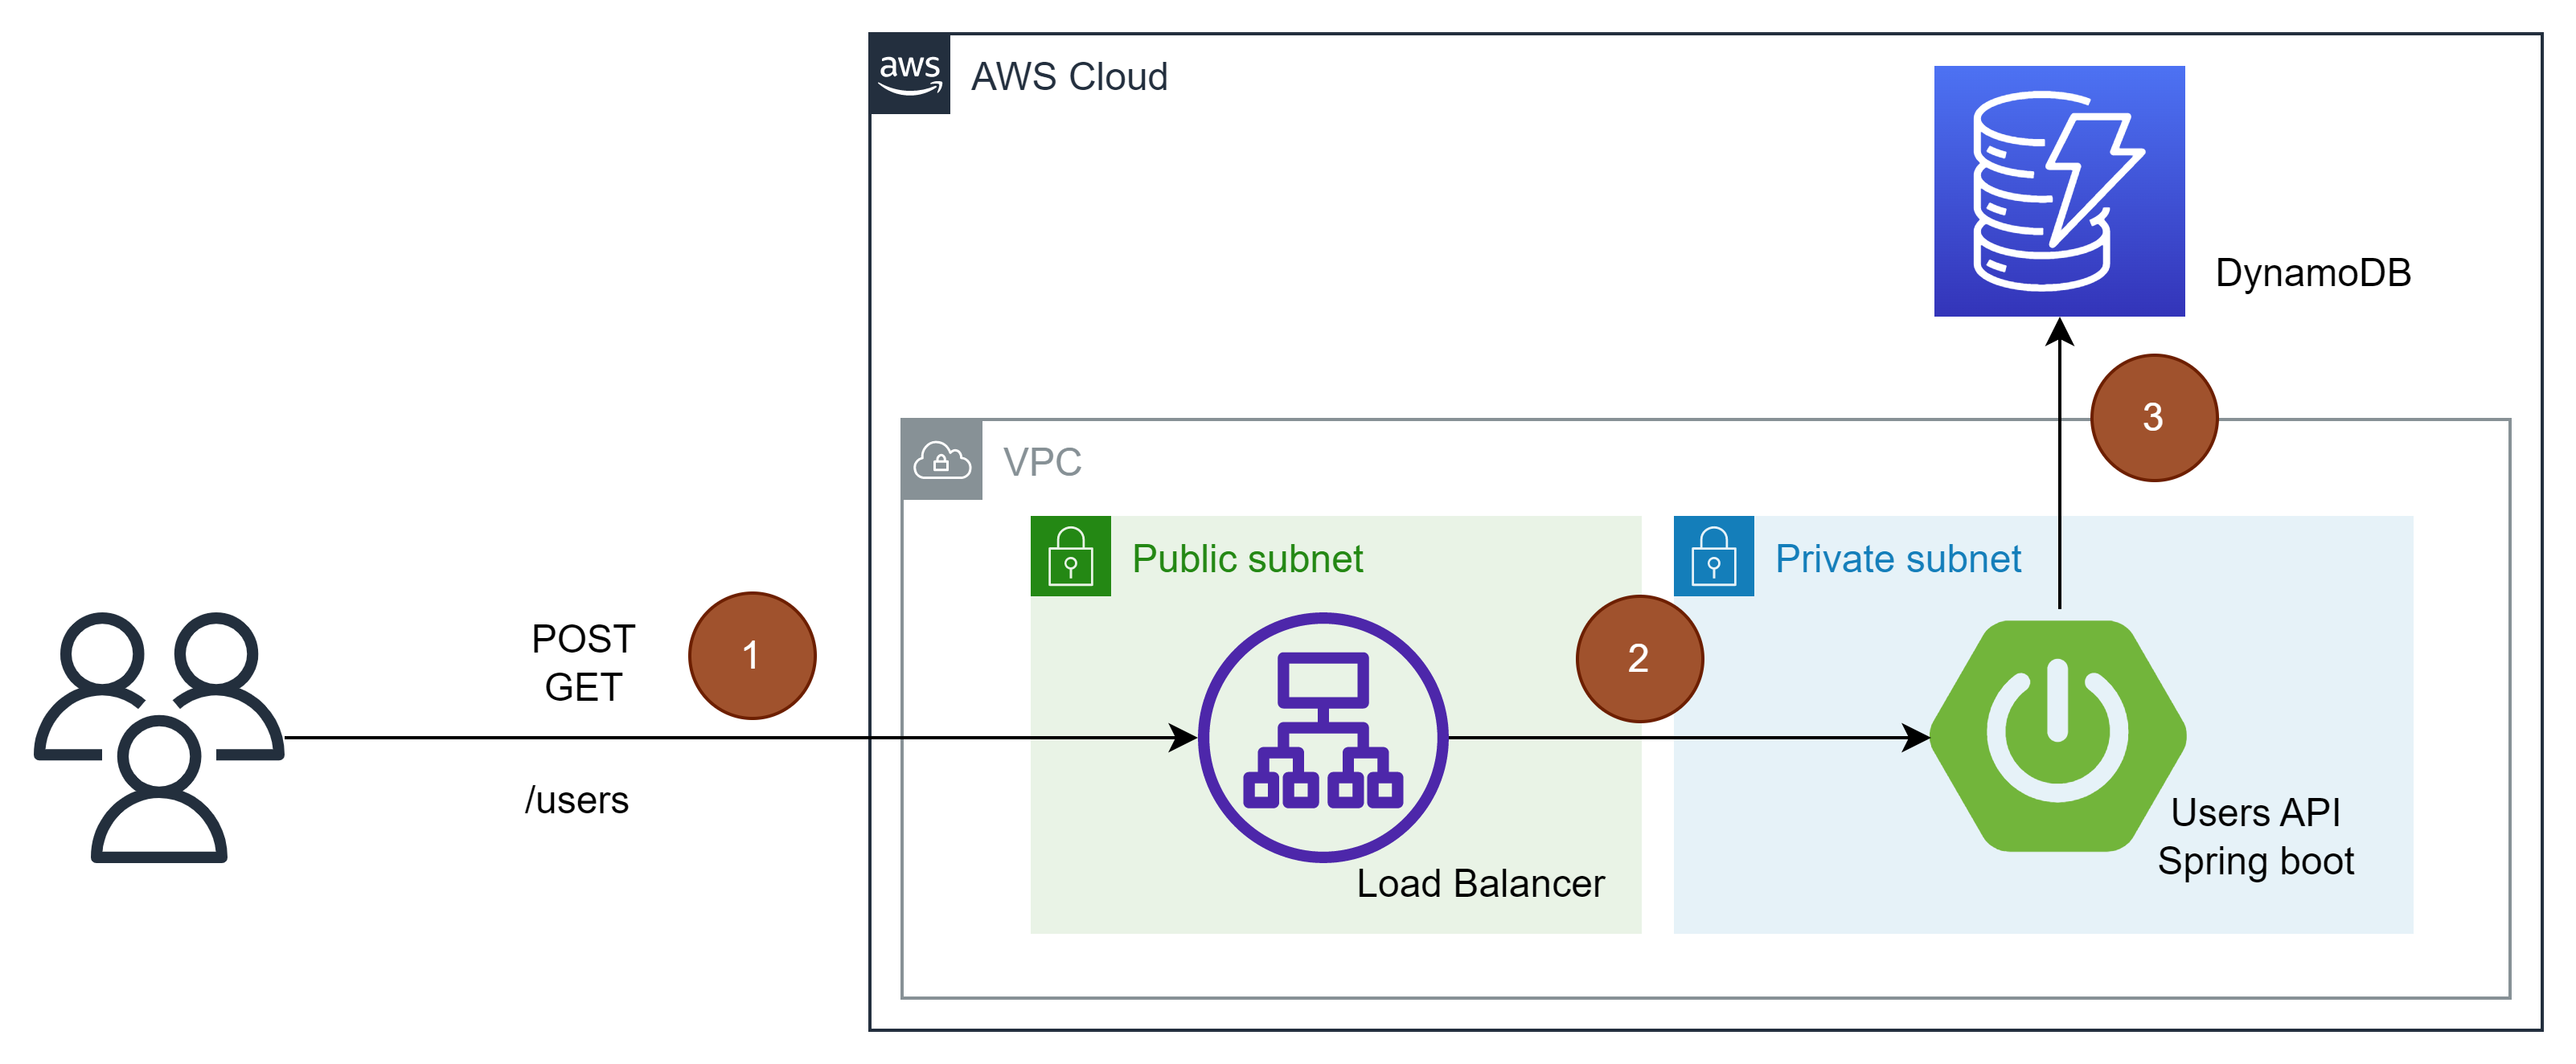 aws
AWS Cloud
DynamoDB
3
VPC
Public subnet
Private subnet
POST
GET
1
2
/users
Users API
Spring boot
Load Balancer